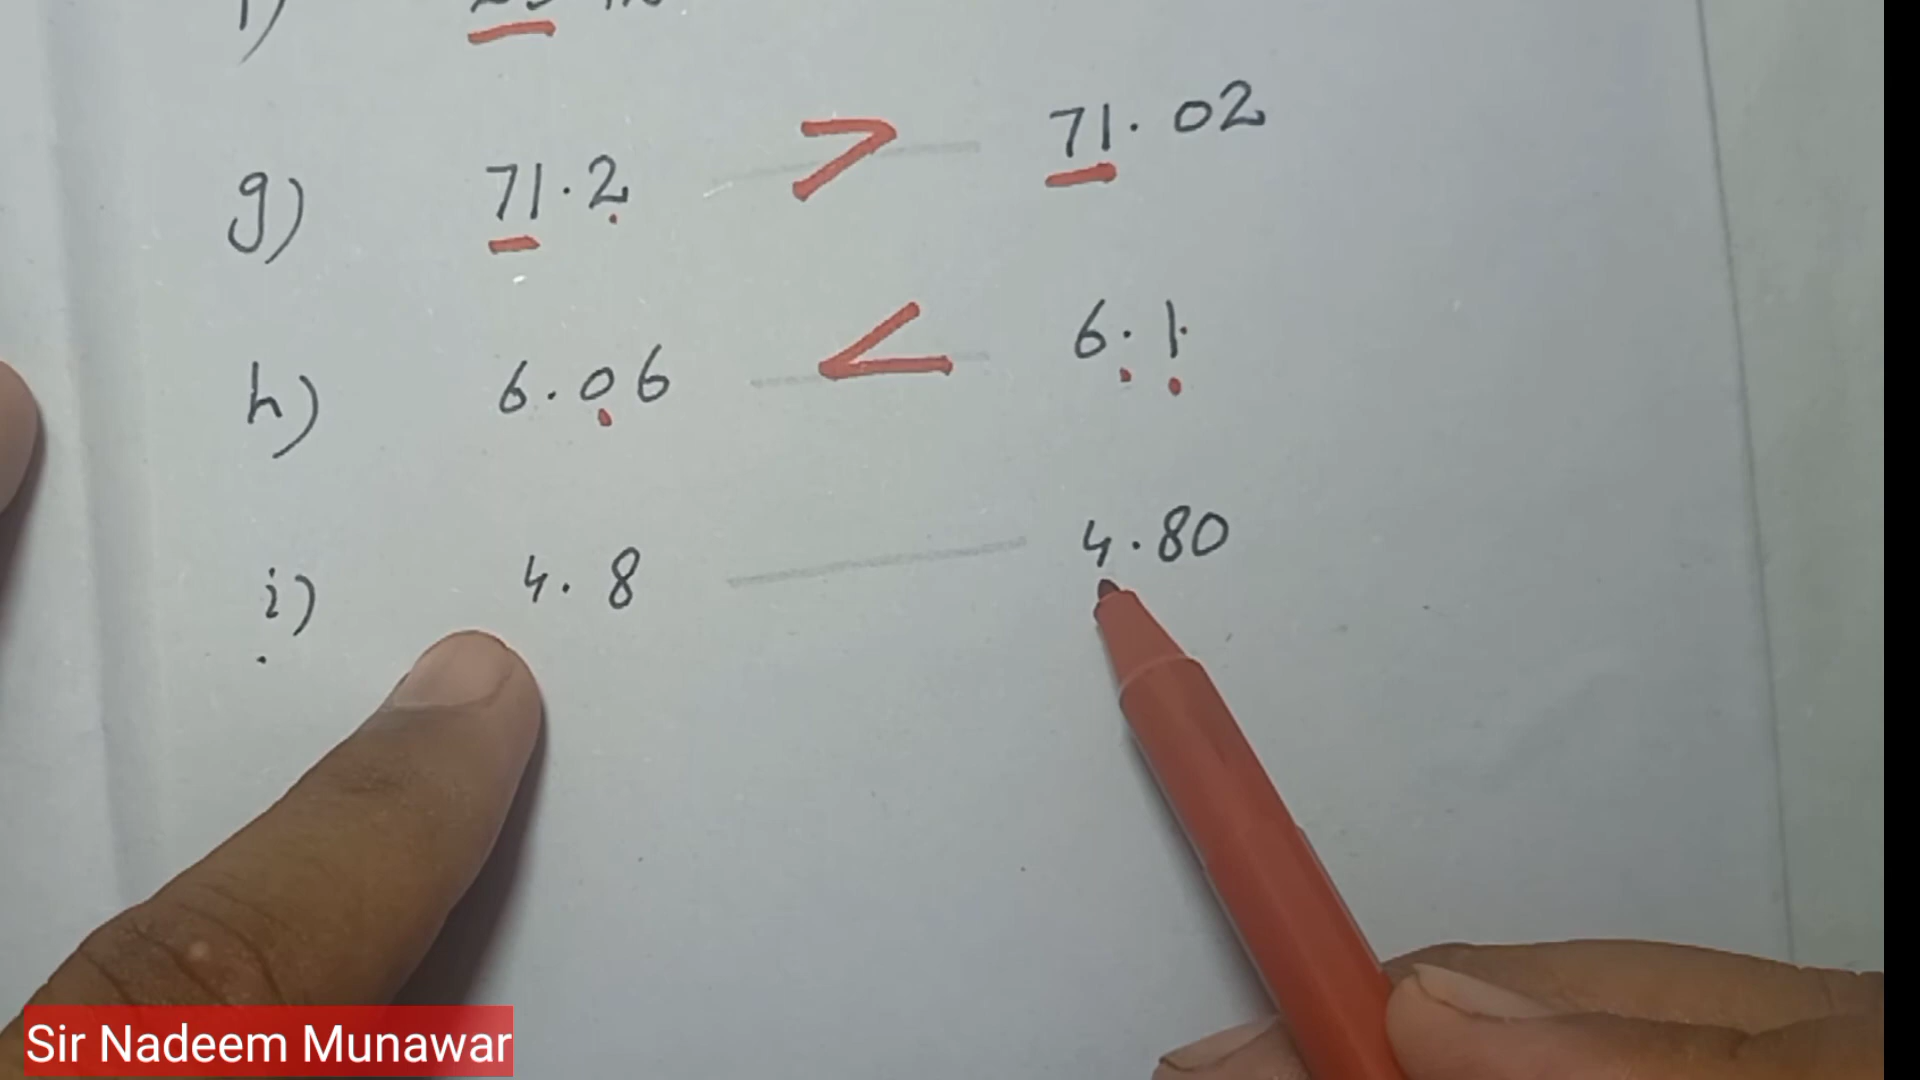 g) 71.2 > 71.02
h) 6.06 < 6.1
i) 4.8 4.80
Sir Nadeem Munawar